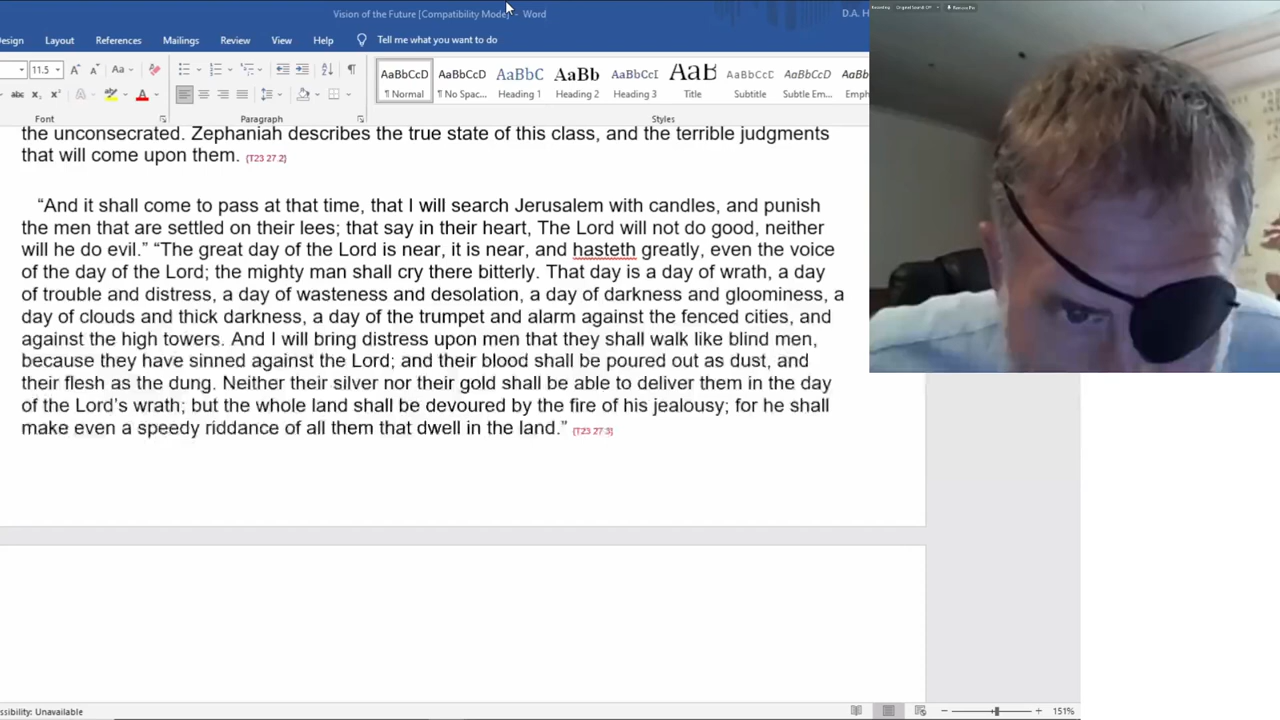 Recording
Original Sound: Off
Remove Pin
Vision of the Future [Compatibility Mode] - Word
D.A. H
Design Layout References Mailings Review View Help Tell me what you want to do
11.5 A A Aa
abc x₂ x² A A
Font Paragraph Styles
AaBbCcD AaBbCcD AaBbC AaBb AaBbCcI AaB AaBbCcD AaBbCcD AaBb
¶ Normal ¶ No Spac... Heading 1 Heading 2 Heading 3 Title Subtitle Subtle Em... Emph
the unconsecrated. Zephaniah describes the true state of this class, and the terrible judgments
that will come upon them. {T23 27.2}
“And it shall come to pass at that time, that I will search Jerusalem with candles, and punish
the men that are settled on their lees; that say in their heart, The Lord will not do good, neither
will he do evil.” “The great day of the Lord is near, it is near, and hasteth greatly, even the voice
of the day of the Lord; the mighty man shall cry there bitterly. That day is a day of wrath, a day
of trouble and distress, a day of wasteness and desolation, a day of darkness and gloominess, a
day of clouds and thick darkness, a day of the trumpet and alarm against the fenced cities, and
against the high towers. And I will bring distress upon men that they shall walk like blind men,
because they have sinned against the Lord; and their blood shall be poured out as dust, and
their flesh as the dung. Neither their silver nor their gold shall be able to deliver them in the day
of the Lord’s wrath; but the whole land shall be devoured by the fire of his jealousy; for he shall
make even a speedy riddance of all them that dwell in the land.” {T23 27.3}
ssibility: Unavailable
151%